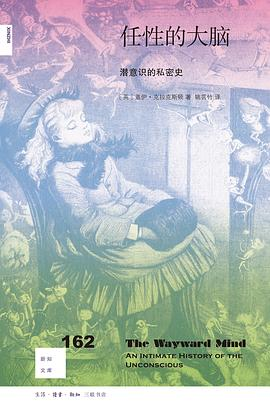 XINZHI
任性的大脑
潜意识的私密史
［英］盖伊·克拉克斯顿 著 姚芸竹 译
162
新知
文库
The Wayward Mind
AN INTIMATE HISTORY OF THE
UNCONSCIOUS
生活·讀書·新知 三联书店